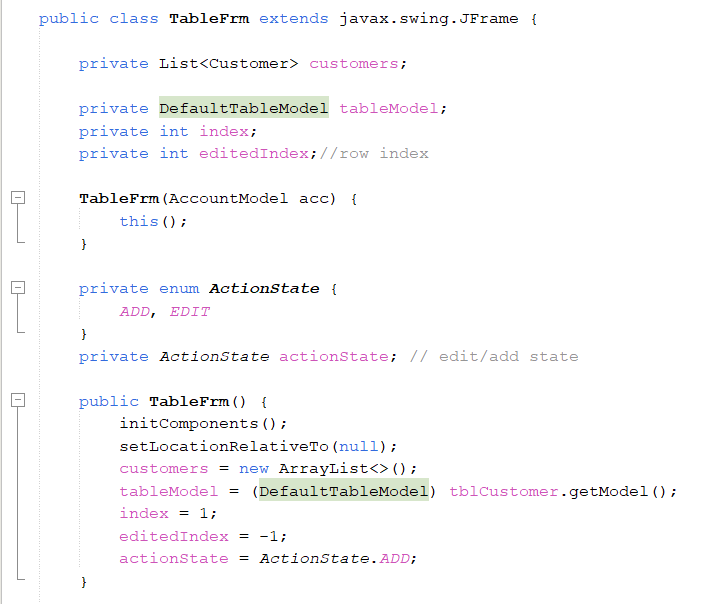 public class TableFrm extends javax.swing.JFrame {
private List<Customer> customers;
private DefaultTableModel tableModel;
private int index;
private int editedIndex;//row index
TableFrm(AccountModel acc) {
this();
}
private enum ActionState {
ADD, EDIT
}
private ActionState actionState; // edit/add state
public TableFrm() {
initComponents();
setLocationRelativeTo(null);
customers = new ArrayList<>();
tableModel = (DefaultTableModel) tblCustomer.getModel();
index = 1;
editedIndex = -1;
actionState = ActionState.ADD;
}